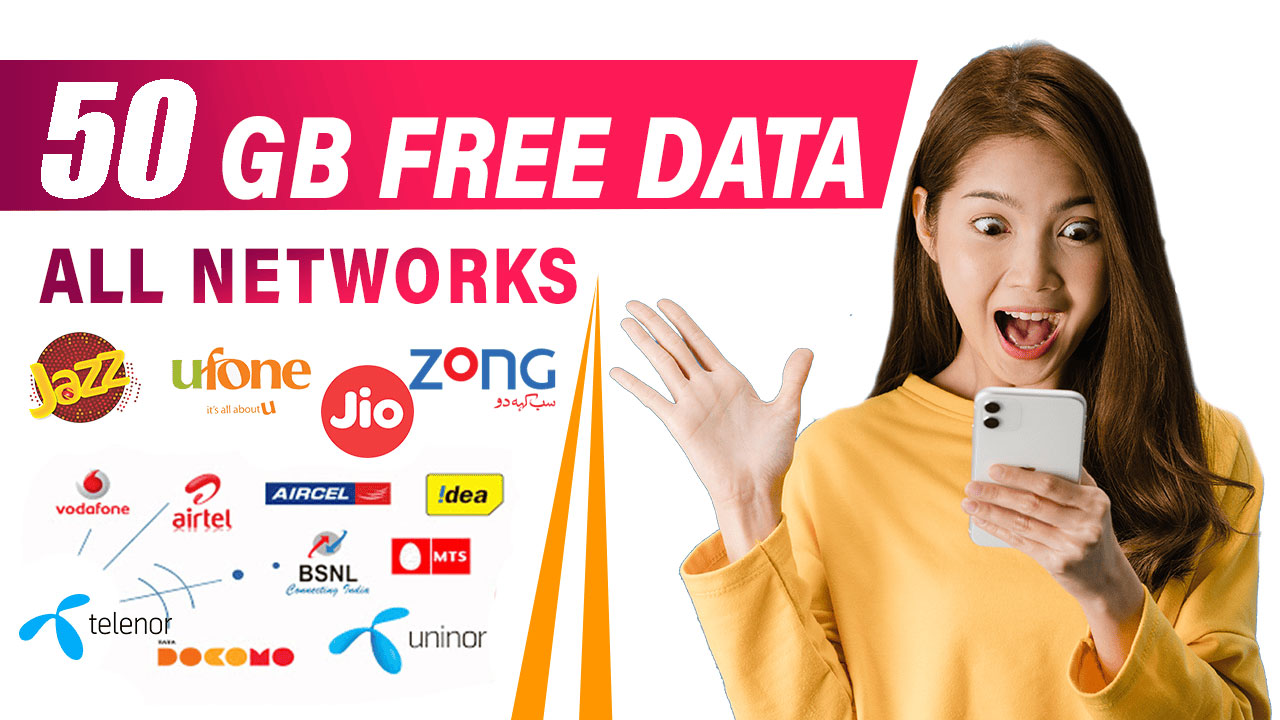 50 GB FREE DATA
ALL NETWORKS
Jazz
ufone
it's all about U
Jio
ZONG
سب کہہ دو
vodafone
airtel
AIRCEL
!dea
BSNL
Connecting India
MTS
telenor
TATA
DOCOMO
uninor